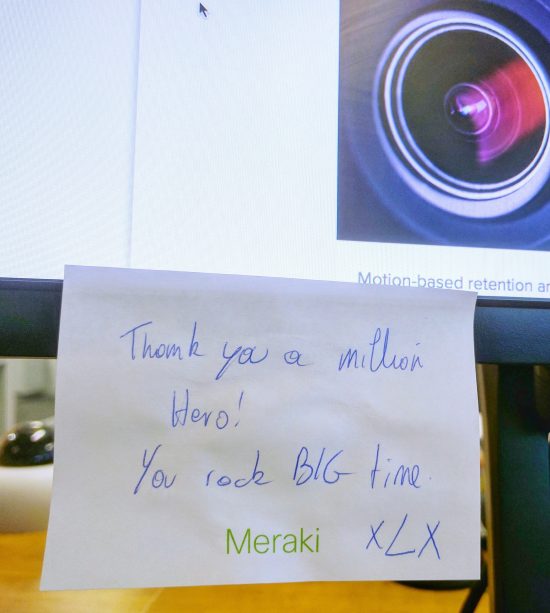 Motion-based retention an
Thank you a million
Hero!
You rock BIG time.
Meraki xLx